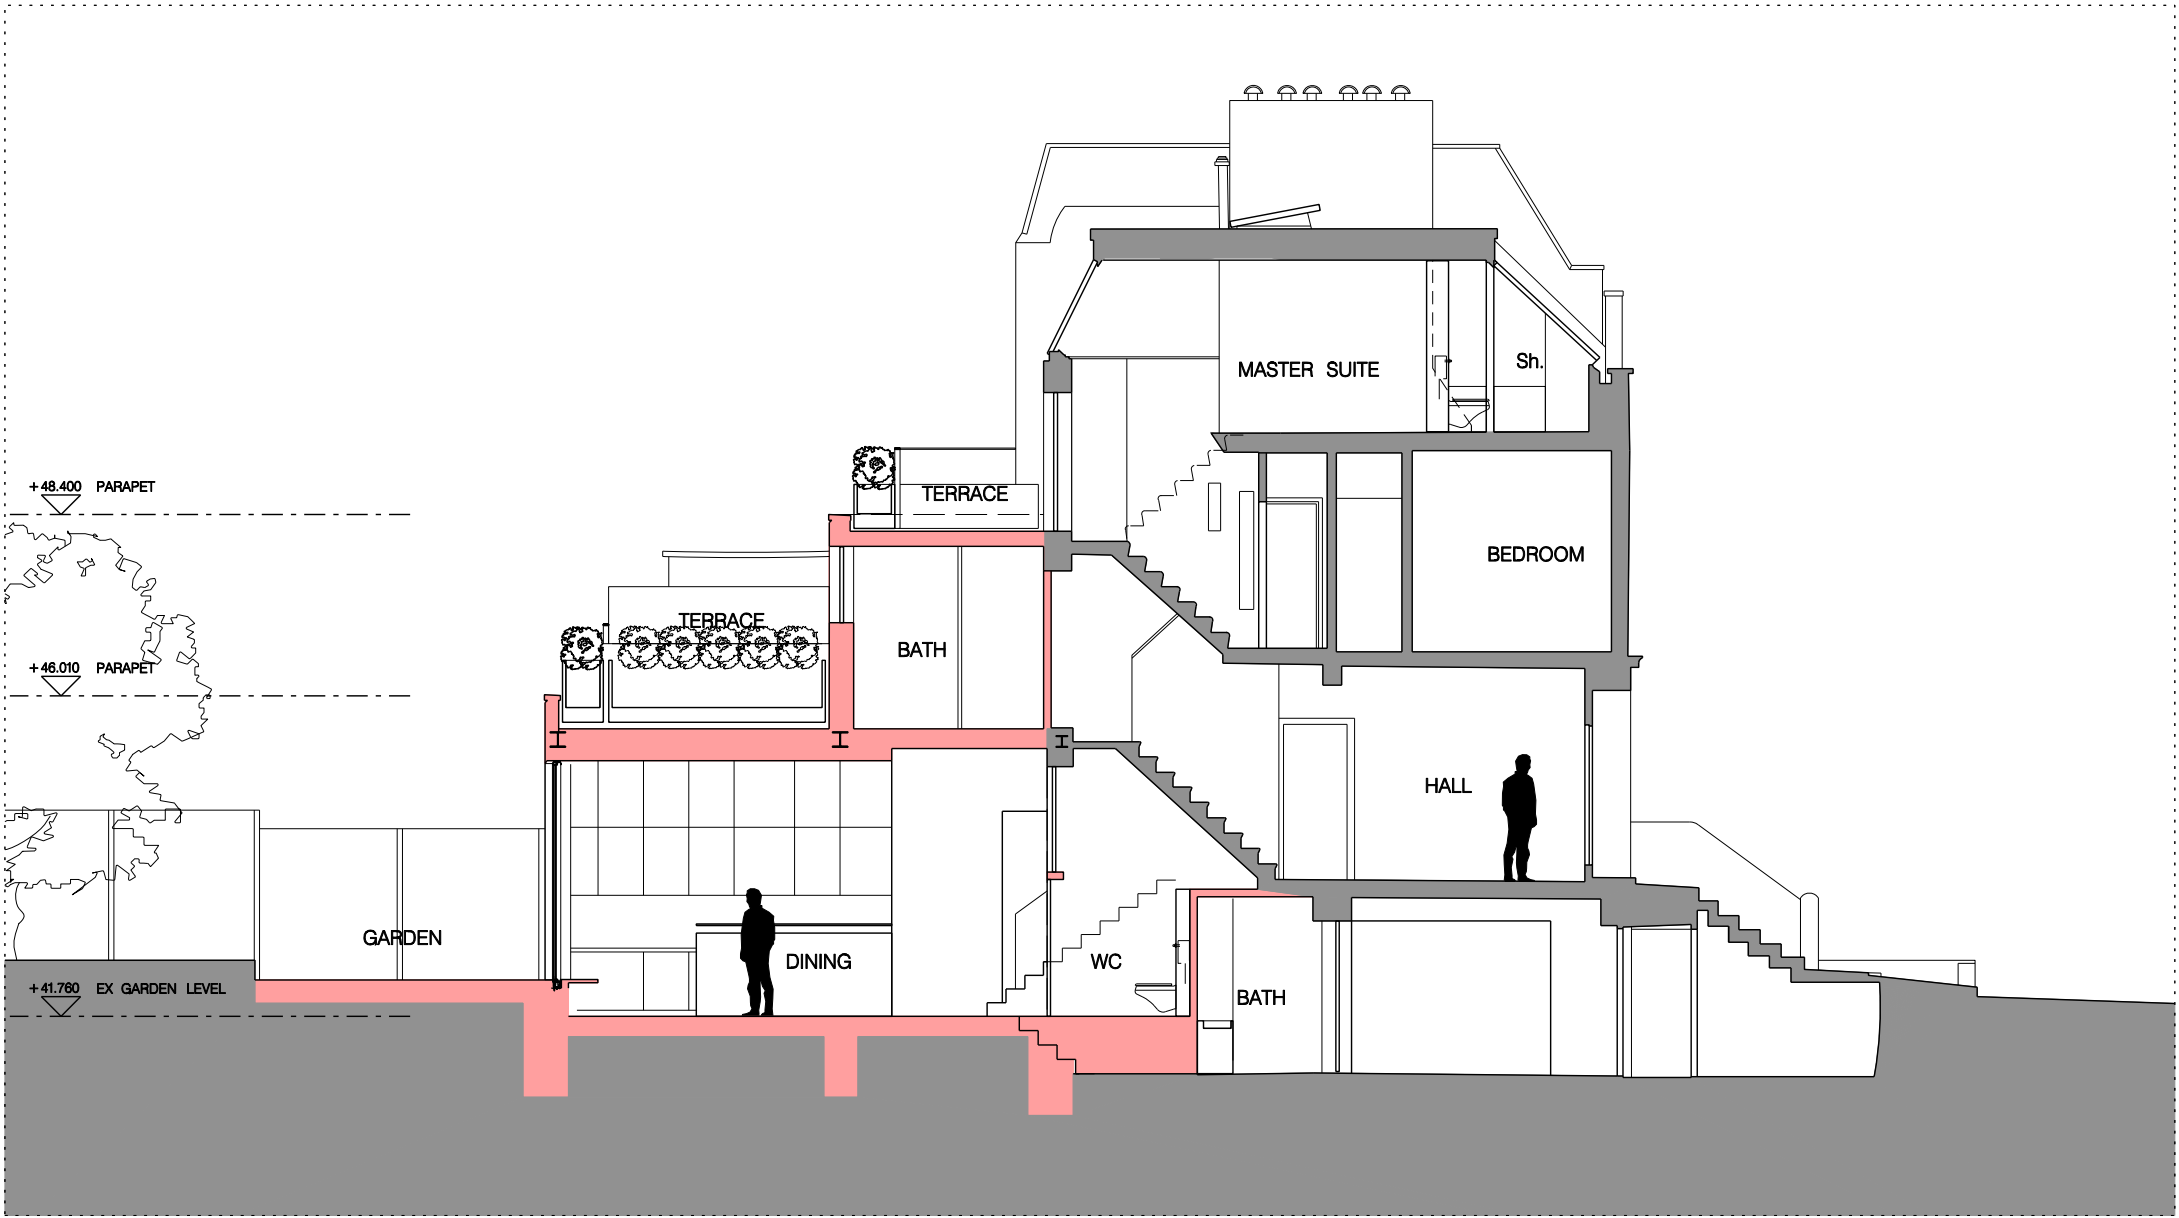 MASTER SUITE
Sh.
+48.400 PARAPET
TERRACE
BEDROOM
TERRACE
BATH
+46.010 PARAPET
HALL
GARDEN
DINING
WC
+41.760 EX GARDEN LEVEL
BATH